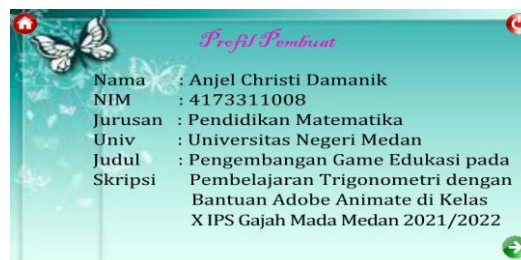 Profil Pembuat
Nama : Anjel Christi Damanik
NIM : 4173311008
Jurusan : Pendidikan Matematika
Univ : Universitas Negeri Medan
Judul : Pengembangan Game Edukasi pada
Skripsi Pembelajaran Trigonometri dengan
Bantuan Adobe Animate di Kelas
X IPS Gajah Mada Medan 2021/2022